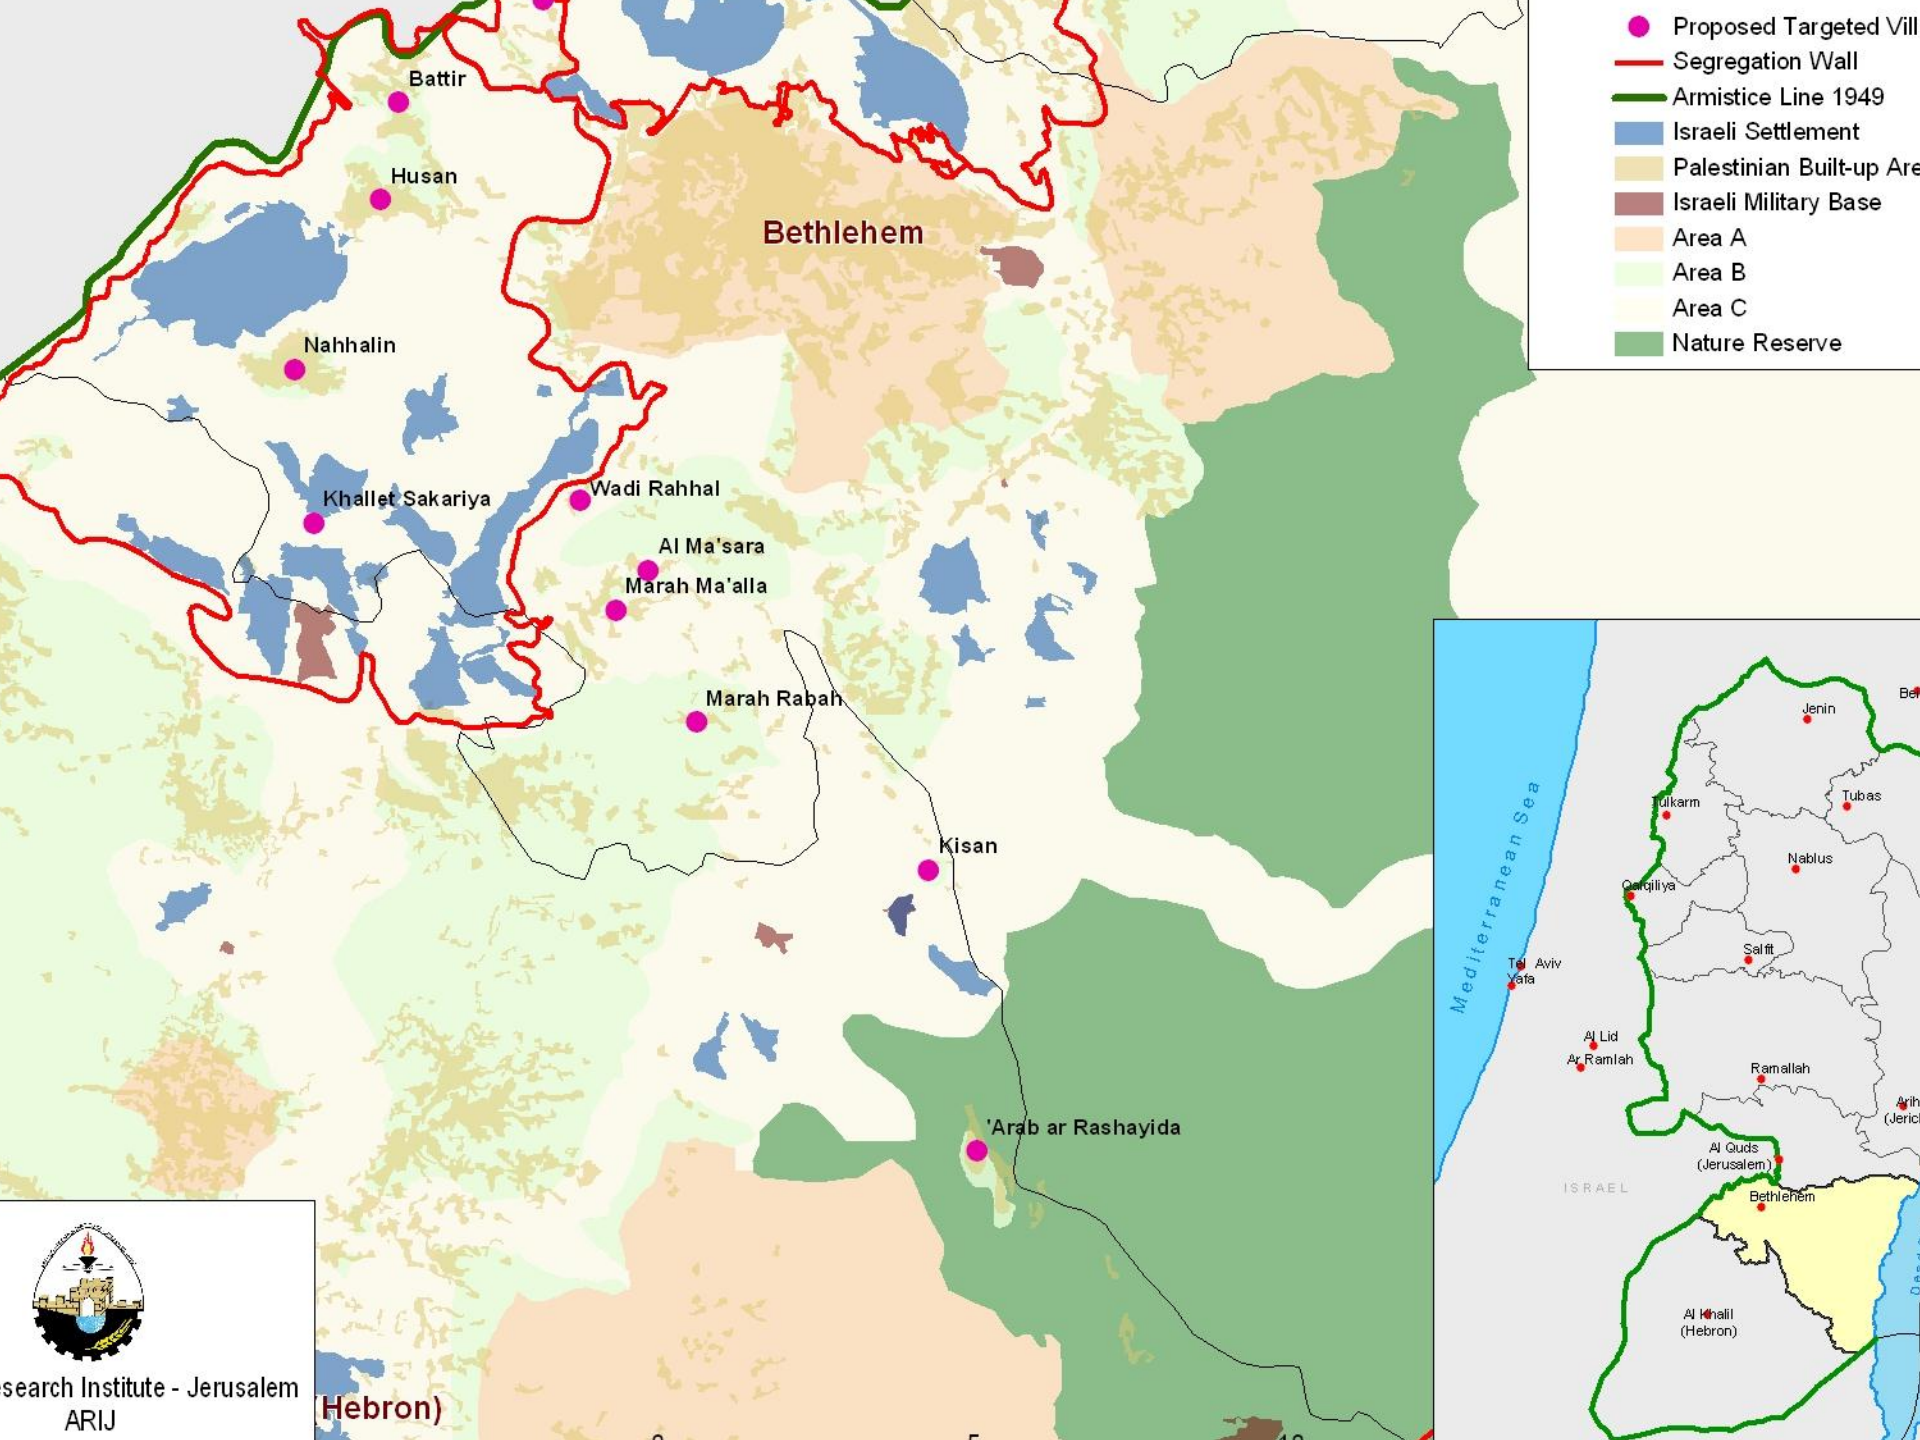 Proposed Targeted Vill
Segregation Wall
Armistice Line 1949
Israeli Settlement
Palestinian Built-up Are
Israeli Military Base
Area A
Area B
Area C
Nature Reserve
Battir
Husan
Bethlehem
Nahhalin
Khallet Sakariya
Wadi Rahhal
Al Ma'sara
Marah Ma'alla
Marah Rabah
Kisan
'Arab ar Rashayida
(Hebron)
esearch Institute - Jerusalem
ARIJ
Mediterranean Sea
Jenin
Tubas
Tulkarm
Nablus
Qalqiliya
Salfit
Tel Aviv
Yafa
Al Lid
Ar Ramlah
Ramallah
Arih
(Jeric
Al Quds
(Jerusalem)
ISRAEL
Bethlehem
Al Khalil
(Hebron)